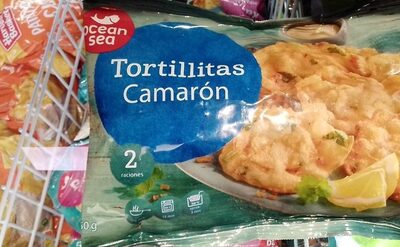 ocean
sea
Tortillitas
Camarón
2
raciones